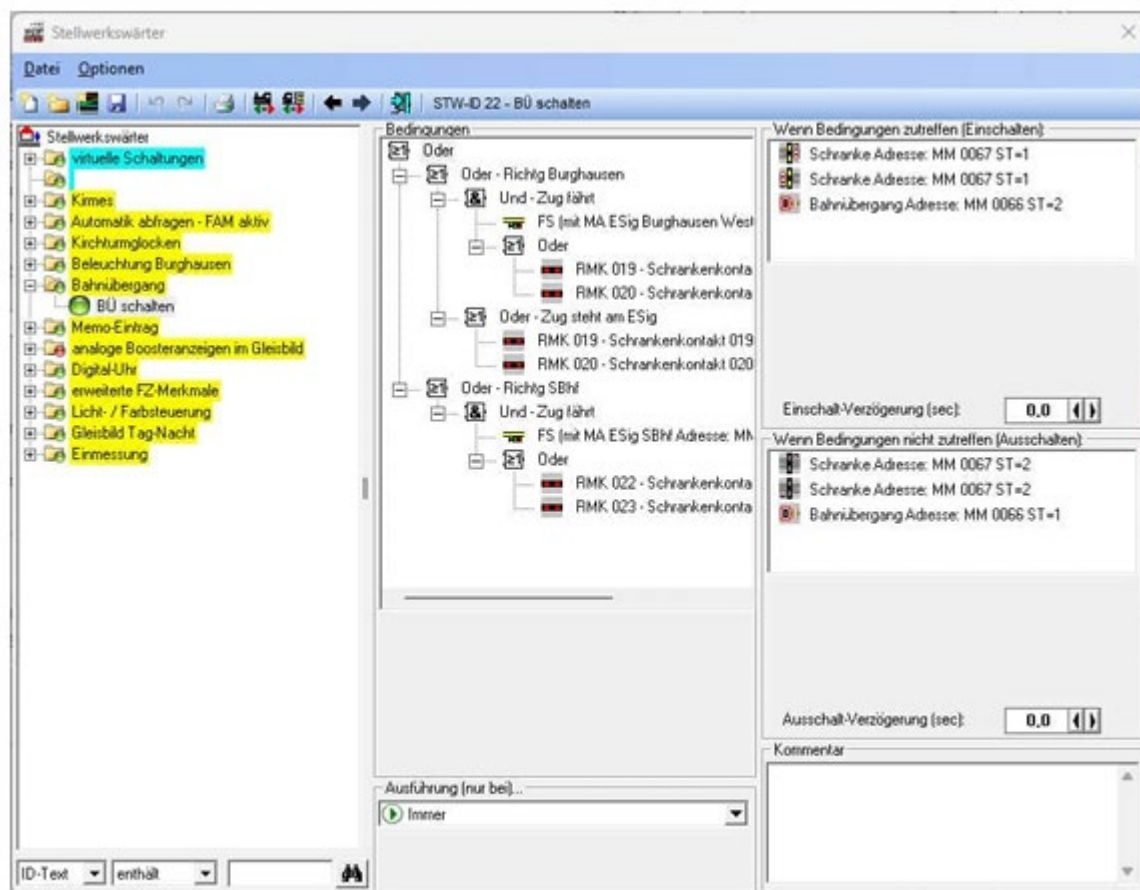 Stellwerkswärter
Datei Optionen
STW-ID 22 - BÜ schalten
Stellwerkswärter
virtuelle Schaltungen
Kirmes
Automatik abfragen - FAM aktiv
Kirchturmglocken
Beleuchtung Burghausen
Bahnübergang
BÜ schalten
Memo-Eintrag
analoge Boosteranzeigen im Gleisbild
Digital-Uhr
erweiterte FZ-Merkmale
Licht- / Farbsteuerung
Gleisbild Tag-Nacht
Einmessung
ID-Text enthält
Bedingungen
≥1 Oder
≥1 Oder - Richtg Burghausen
& Und - Zug fährt
FS (mit MA ESig Burghausen West
≥1 Oder
RMK 019 - Schrankenkonta
RMK 020 - Schrankenkonta
≥1 Oder - Zug steht am ESig
RMK 019 - Schrankenkontakt 019
RMK 020 - Schrankenkontakt 020
≥1 Oder - Richtg SBhf
& Und - Zug fährt
FS (mit MA ESig SBhf Adresse: MM
≥1 Oder
RMK 022 - Schrankenkonta
RMK 023 - Schrankenkonta
Ausführung (nur bei)...
Immer
Wenn Bedingungen zutreffen (Einschalten)
Schranke Adresse: MM 0067 ST=1
Schranke Adresse: MM 0067 ST=1
Bahnübergang Adresse: MM 0066 ST=2
Einschalt-Verzögerung (sec): 0,0
Wenn Bedingungen nicht zutreffen (Ausschalten)
Schranke Adresse: MM 0067 ST=2
Schranke Adresse: MM 0067 ST=2
Bahnübergang Adresse: MM 0066 ST=1
Ausschalt-Verzögerung (sec): 0,0
Kommentar